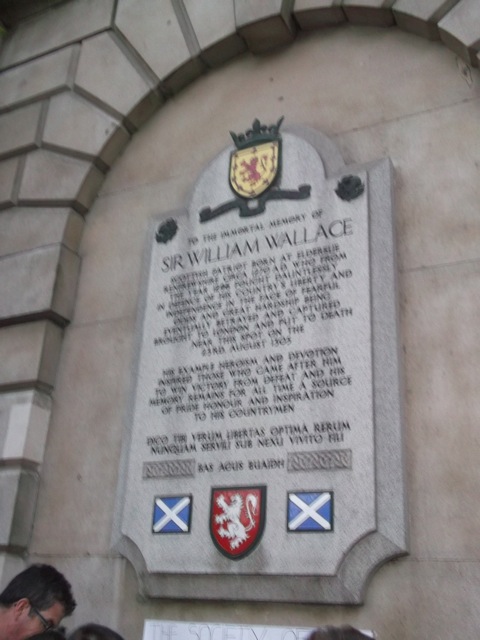 TO THE IMMORTAL MEMORY OF
SIR WILLIAM WALLACE
SCOTTISH PATRIOT BORN AT ELDERSLIE
RENFREWSHIRE CIRCA 1270 A.D. WHO FROM
THE YEAR 1296 FOUGHT DAUNTLESSLY
IN DEFENCE OF HIS COUNTRY'S LIBERTY AND
INDEPENDENCE IN THE FACE OF FEARFUL
ODDS AND GREAT HARDSHIP BEING
EVENTUALLY BETRAYED AND CAPTURED
BROUGHT TO LONDON AND PUT TO DEATH
NEAR THIS SPOT ON THE
23RD AUGUST 1305
HIS EXAMPLE HEROISM AND DEVOTION
INSPIRED THOSE WHO CAME AFTER HIM
TO WIN VICTORY FROM DEFEAT AND HIS
MEMORY REMAINS FOR ALL TIME A SOURCE
OF PRIDE HONOUR AND INSPIRATION
TO HIS COUNTRYMEN
DICO TIBI VERUM LIBERTAS OPTIMA RERUM
NUNQUAM SERVILI SUB NEXU VIVITO FILI
BAS AGUS BUAIDH
THE SOCIETY